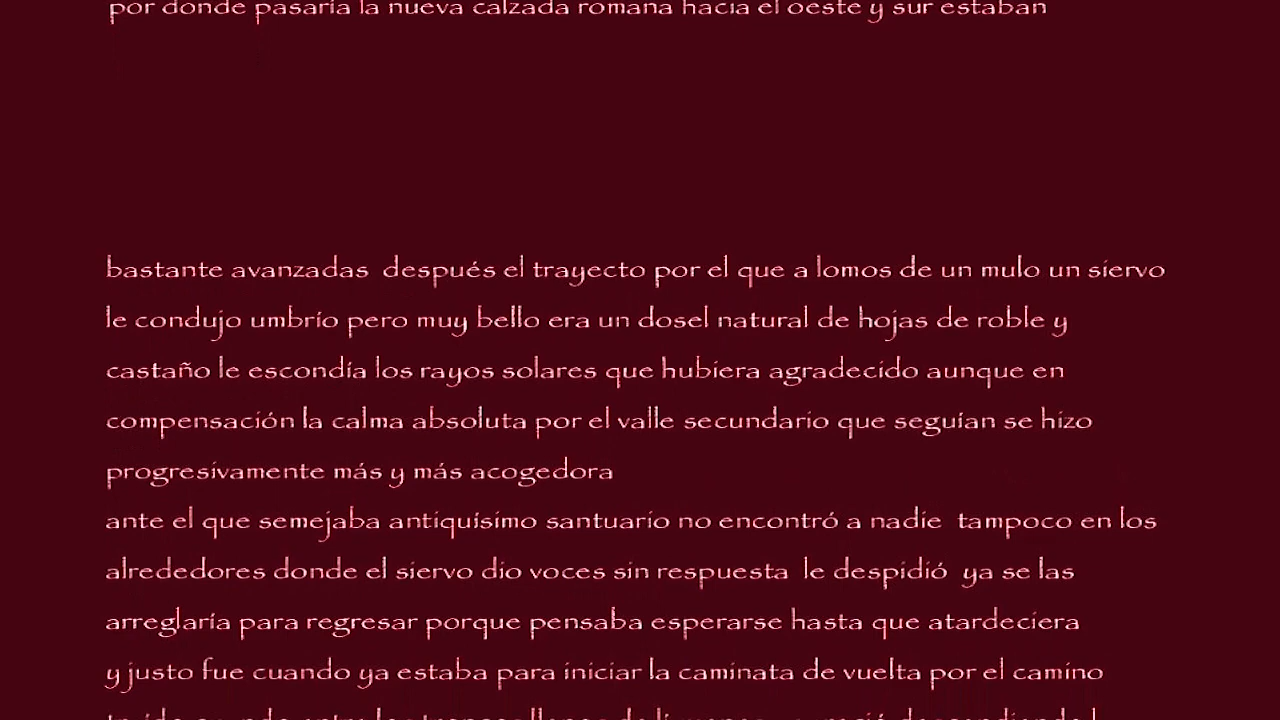 por donde pasaría la nueva calzada romana hacia el oeste y sur estaban
bastante avanzadas después el trayecto por el que a lomos de un mulo un siervo
le condujo umbrío pero muy bello era un dosel natural de hojas de roble y
castaño le escondía los rayos solares que hubiera agradecido aunque en
compensación la calma absoluta por el valle secundario que seguían se hizo
progresivamente más y más acogedora
ante el que semejaba antiquísimo santuario no encontró a nadie tampoco en los
alrededores donde el siervo dio voces sin respuesta le despidió ya se las
arreglaría para regresar porque pensaba esperarse hasta que atardeciera
y justo fue cuando ya estaba para iniciar la caminata de vuelta por el camino